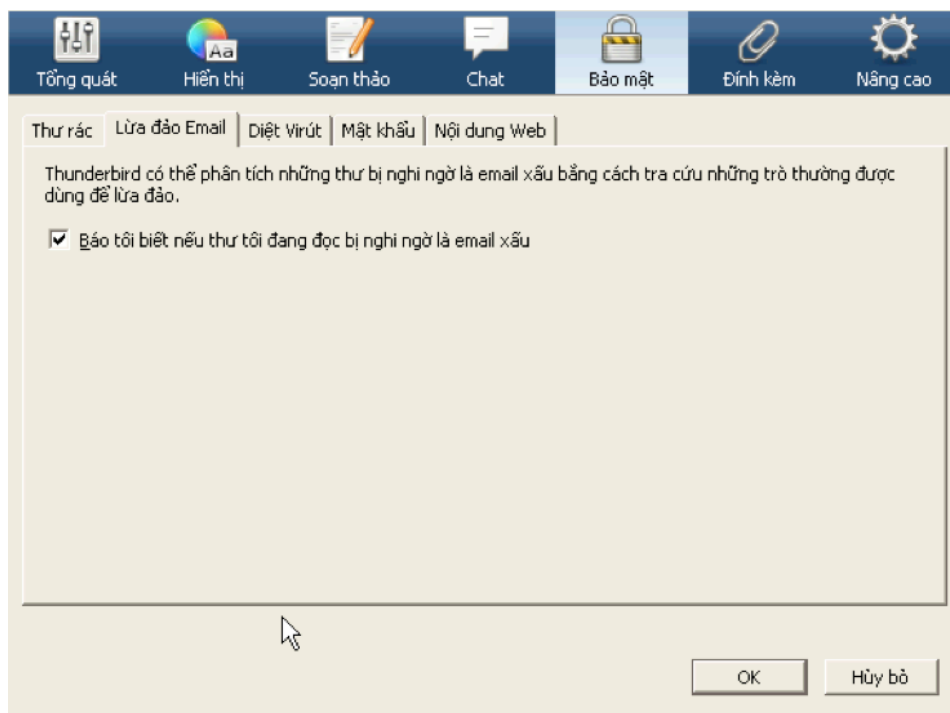 Tổng quát Hiển thị Soạn thảo Chat Bảo mật Đính kèm Nâng cao
Thư rác Lừa đảo Email Diệt Virút Mật khẩu Nội dung Web
Thunderbird có thể phân tích những thư bị nghi ngờ là email xấu bằng cách tra cứu những trò thường được
dùng để lừa đảo.
Báo tôi biết nếu thư tôi đang đọc bị nghi ngờ là email xấu
OK Hủy bỏ